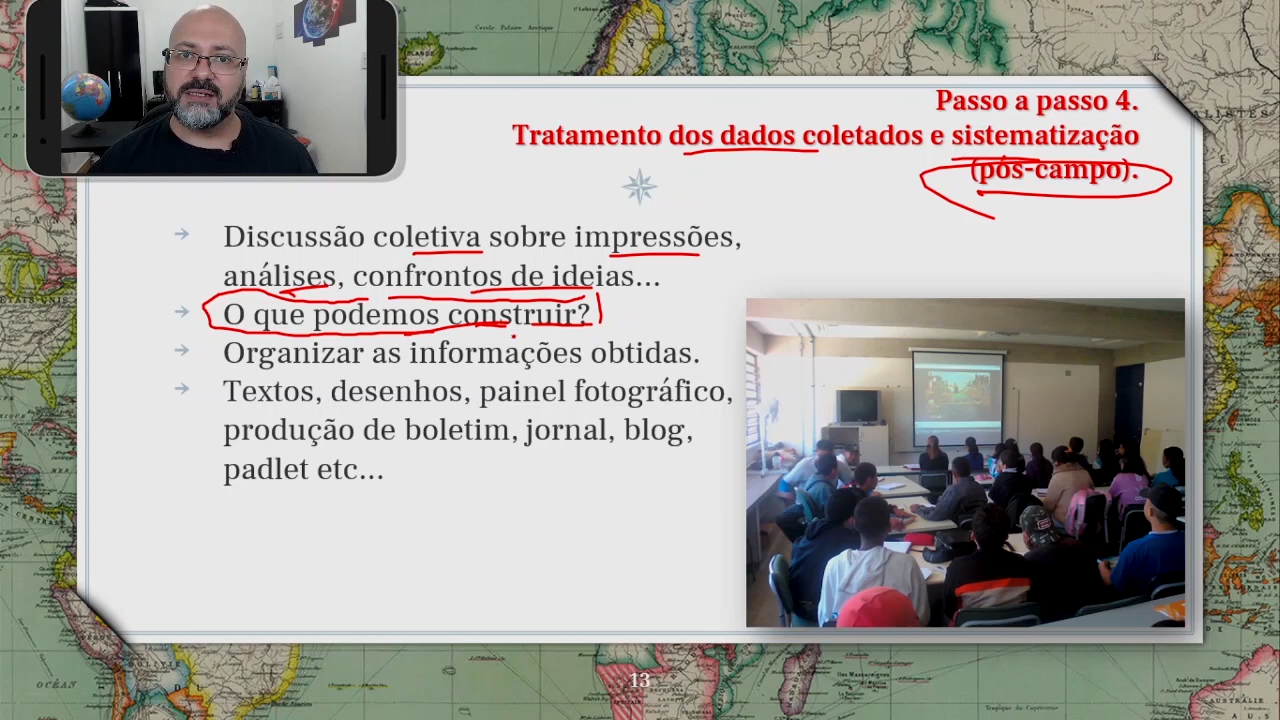 Passo a passo 4.
Tratamento dos dados coletados e sistematização
(pós-campo).
Discussão coletiva sobre impressões,
análises, confrontos de ideias...
O que podemos construir?
Organizar as informações obtidas.
Textos, desenhos, painel fotográfico,
produção de boletim, jornal, blog,
padlet etc...
OCÉAN
13